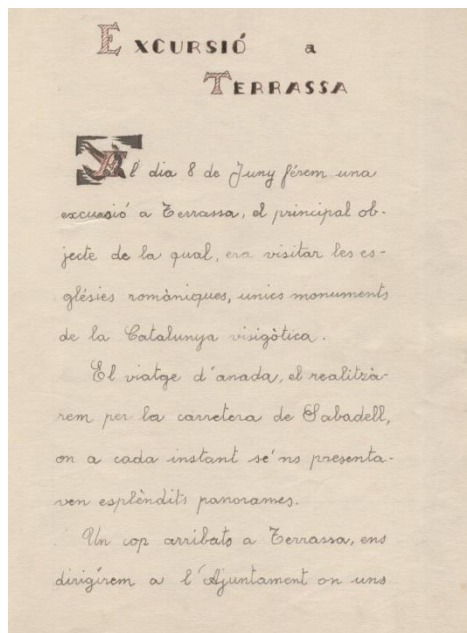 EXCURSIÓ a
TERRASSA
Al dia 8 de Juny férem una
excursió a Terrassa, el principal ob-
jecte de la qual, era visitar les es-
glésies romàniques, unics monuments
de la Catalunya visigòtica.
El viatge d'anada, el realitzà-
rem per la carretera de Sabadell,
on a cada instant se'ns presenta-
ven esplèndits panorames.
Un cop arribats a Terrassa, ens
dirigírem a l'Ajuntament on uns